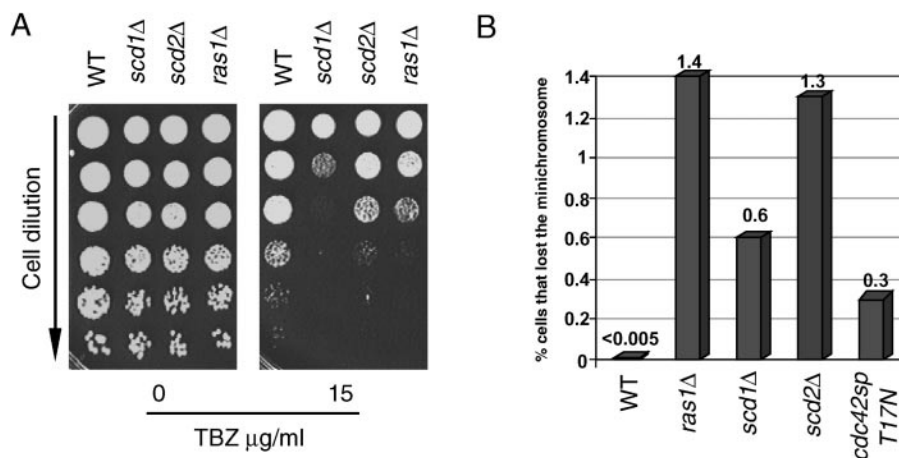 A
WT
scd1Δ
scd2Δ
ras1Δ
WT
scd1Δ
scd2Δ
ras1Δ
Cell dilution
0
15
TBZ µg/ml
B
% cells that lost the minichromosome
1.4
1.2
1
0.8
0.6
0.4
0.2
0
<0.005
1.4
0.6
1.3
0.3
WT
ras1Δ
scd1Δ
scd2Δ
cdc42sp
T17N